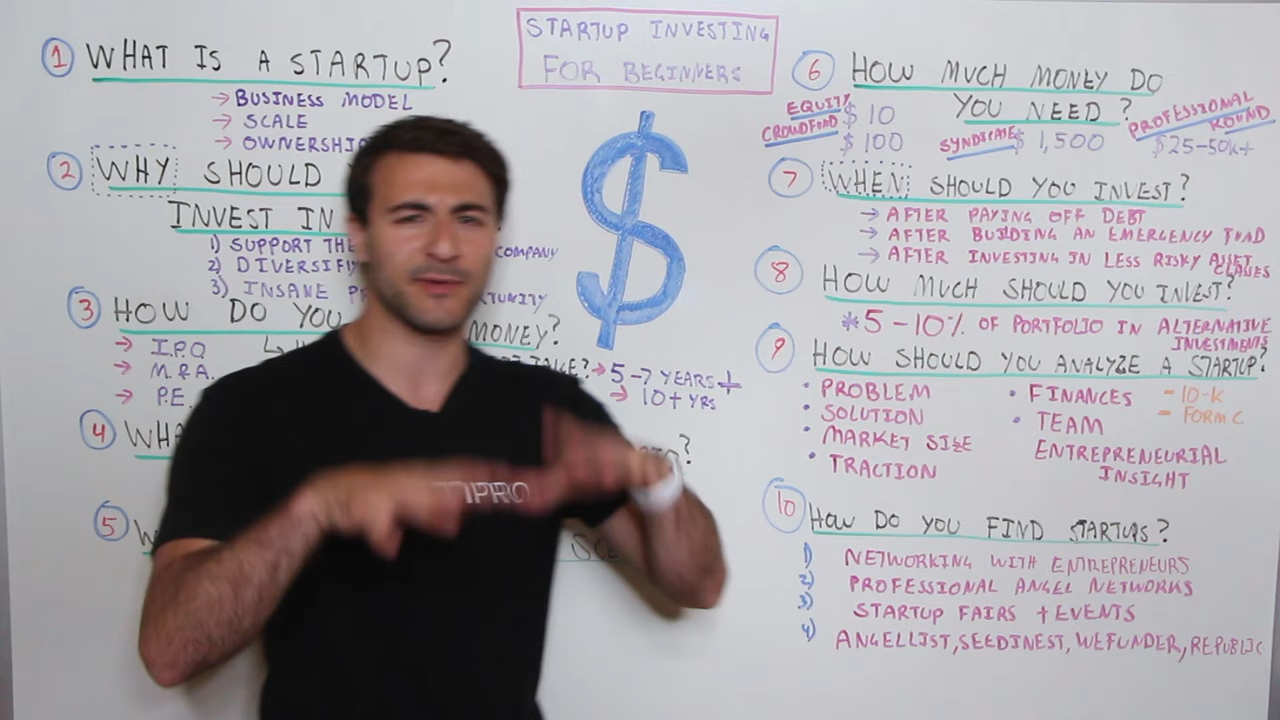 STARTUP INVESTING
FOR BEGINNERS
1 WHAT IS A STARTUP?
→ BUSINESS MODEL
→ SCALE
→ OWNERSHI
2 WHY SHOULD
INVEST IN
1) SUPPORT THE COMPANY
2) DIVERSIFY
3) INSANE
3 HOW DO YOU MONEY?
→ I.P.O
→ M&A.
→ P.E.
→ 5-7 YEARS+
→ 10+ YRS
4
5
6 HOW MUCH MONEY DO
YOU NEED?
EQUITY CROWDFUND $10
$100
SYNDICATE $1,500
PROFESSIONAL ROUND
$25-50K+
7 WHEN SHOULD YOU INVEST?
→ AFTER PAYING OFF DEBT
→ AFTER BUILDING AN EMERGENCY FUND
→ AFTER INVESTING IN LESS RISKY ASSET CLASSES
8 HOW MUCH SHOULD YOU INVEST?
*5-10% OF PORTFOLIO IN ALTERNATIVE
INVESTMENTS
9 HOW SHOULD YOU ANALYZE A STARTUP?
• PROBLEM
• SOLUTION
• MARKET SIZE
• TRACTION
• FINANCES
- 10-K
- FORM C
• TEAM
ENTREPRENEURIAL
INSIGHT
10 HOW DO YOU FIND STARTUPS?
1) NETWORKING WITH ENTREPRENEURS
2) PROFESSIONAL ANGEL NETWORKS
3) STARTUP FAIRS + EVENTS
4) ANGELLIST, SEEDINEST, WEFUNDER, REPUBLIC
$